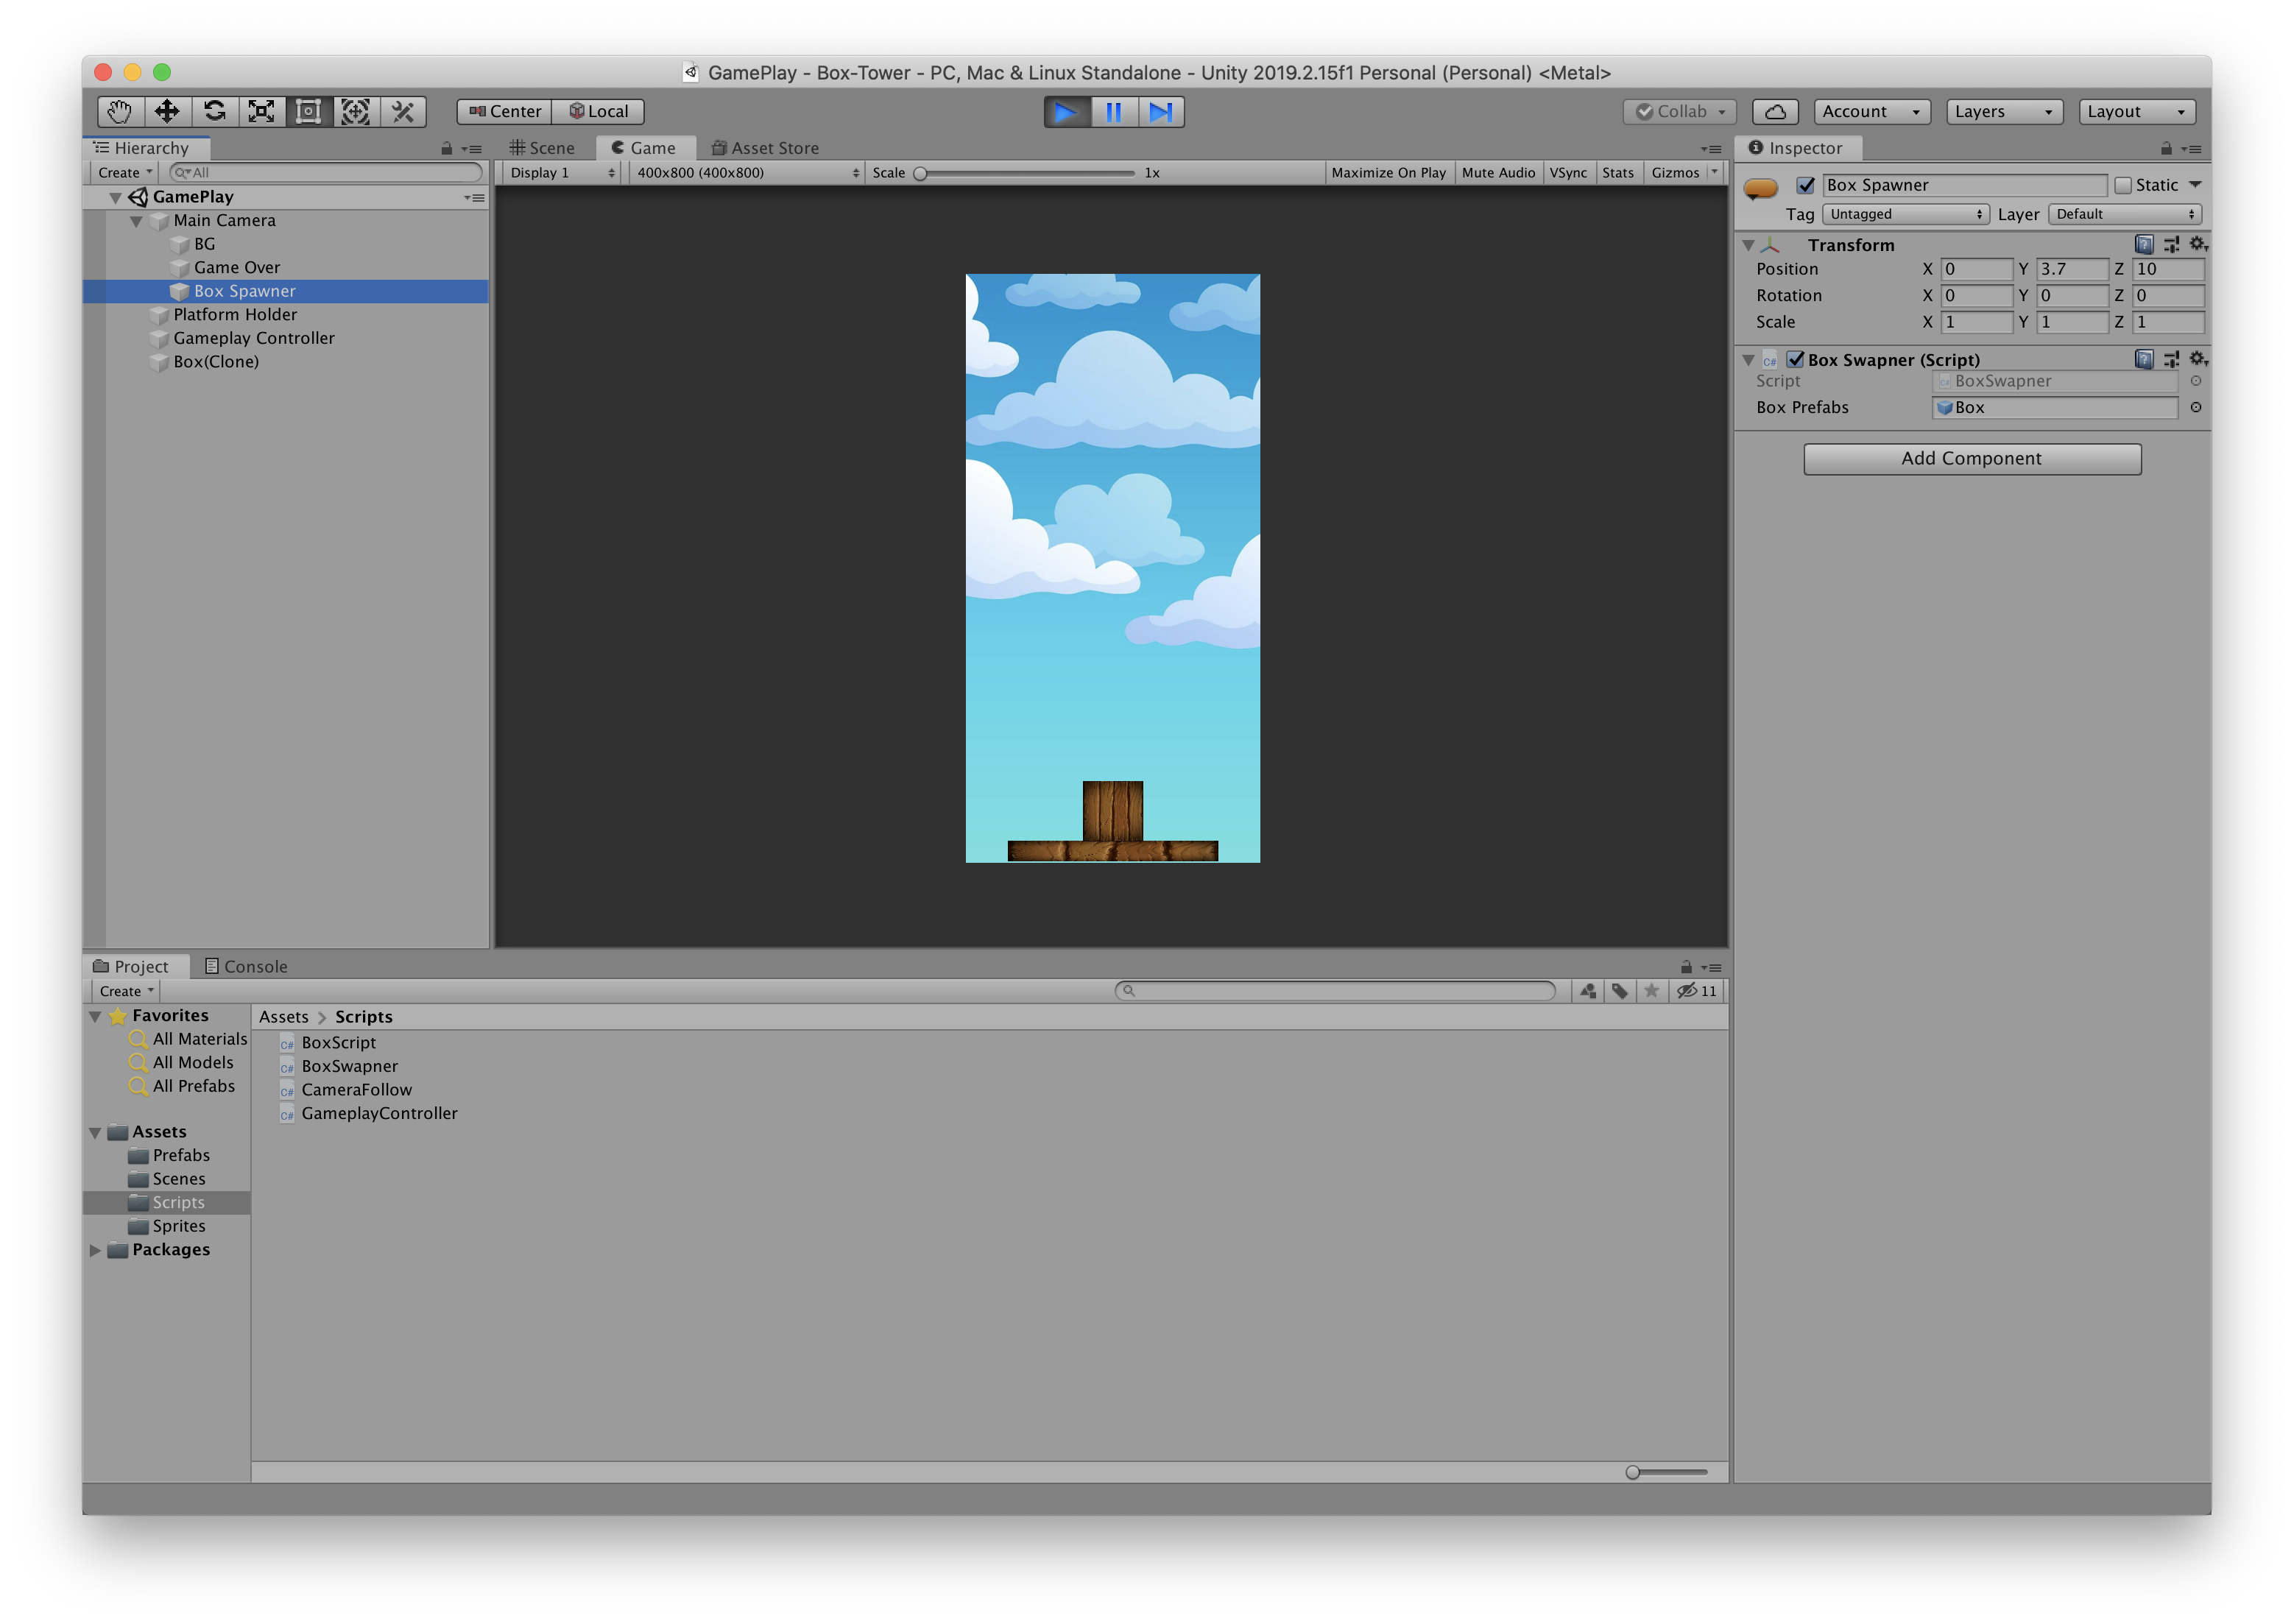 GamePlay - Box-Tower - PC, Mac & Linux Standalone - Unity 2019.2.15f1 Personal (Personal) <Metal>
Center Local Collab Account Layers Layout
Hierarchy
Create All
GamePlay
Main Camera
BG
Game Over
Box Spawner
Platform Holder
Gameplay Controller
Box(Clone)
Scene Game Asset Store
Display 1 400x800 (400x800) Scale 1x Maximize On Play Mute Audio VSync Stats Gizmos
Inspector
Box Spawner Static
Tag Untagged Layer Default
Transform
Position X 0 Y 3.7 Z 10
Rotation X 0 Y 0 Z 0
Scale X 1 Y 1 Z 1
C# Box Swapner (Script)
Script BoxSwapner
Box Prefabs Box
Add Component
Project Console
Create 11
Favorites
All Materials
All Models
All Prefabs
Assets
Prefabs
Scenes
Scripts
Sprites
Packages
Assets > Scripts
C# BoxScript
C# BoxSwapner
C# CameraFollow
C# GameplayController